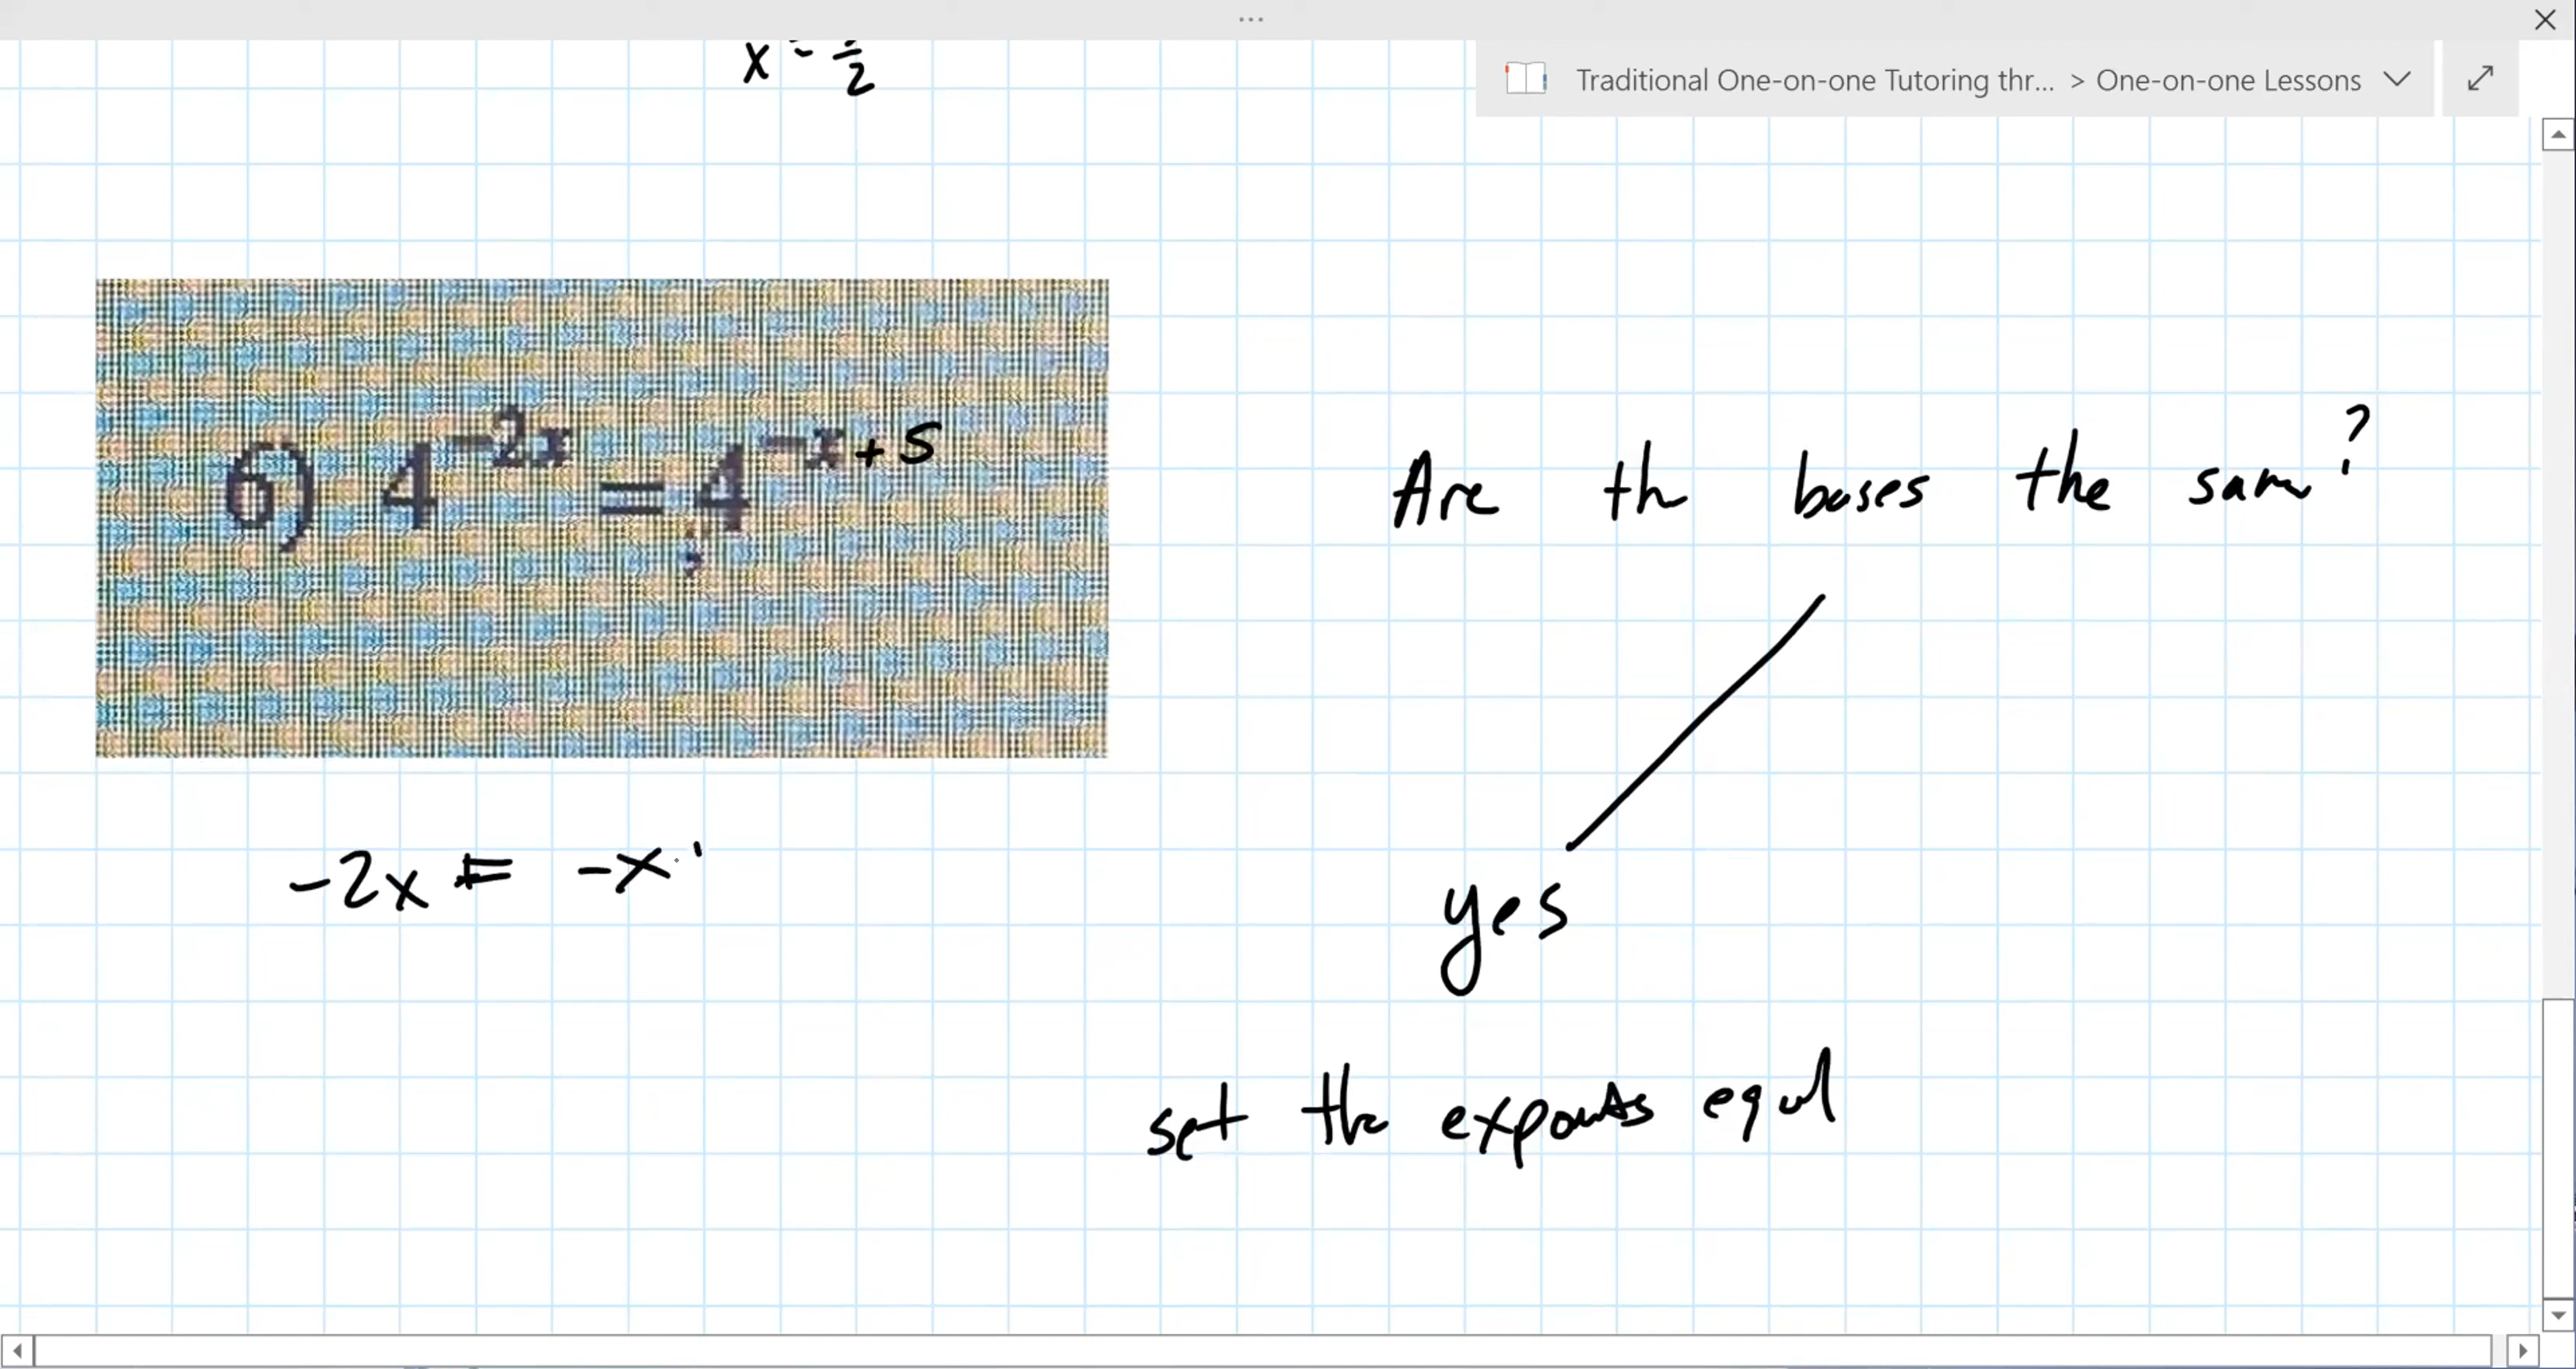 Traditional One-on-one Tutoring thr... > One-on-one Lessons
6) 4^{-2x} = 4^{-x+5}
Are th bases the same?
-2x = -x
yes
set the exponts equl